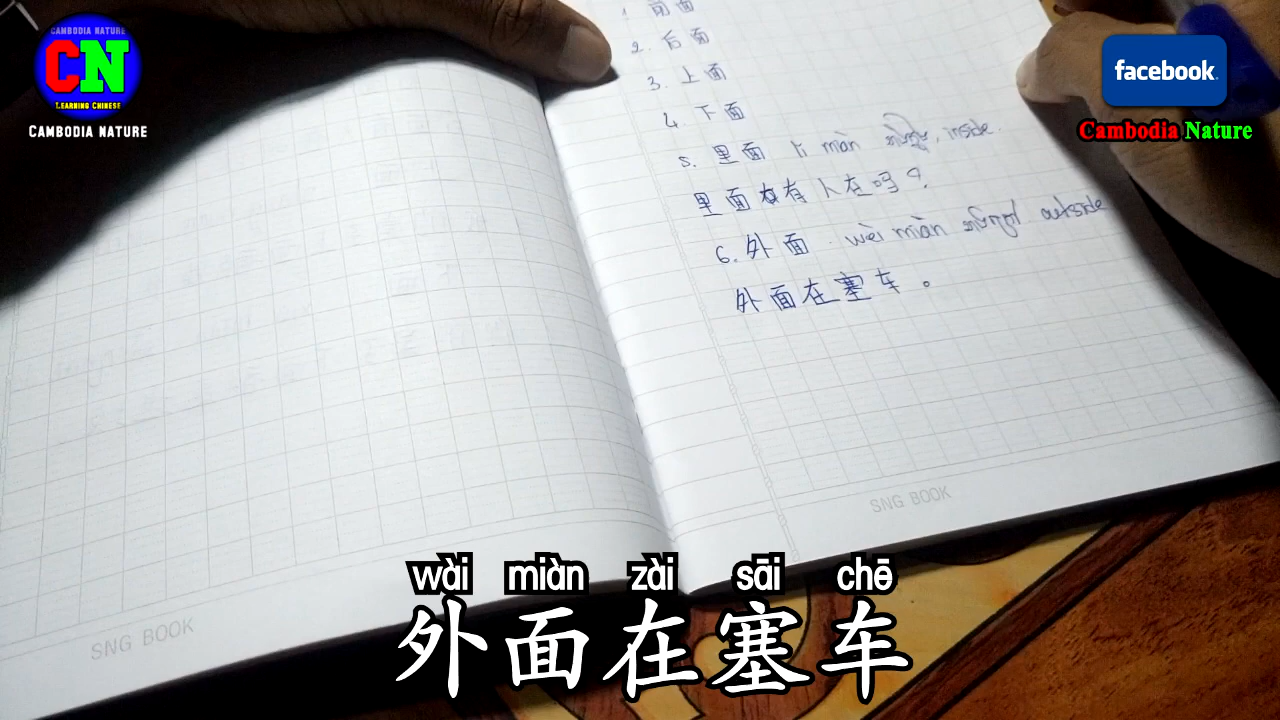 CAMBODIA NATURE
CN
LEARNING CHINESE
CAMBODIA NATURE
facebook
Cambodia Nature
1 前面
2. 后面
3. 上面
4. 下面
5. 里面 li miàn inside.
里面有人在吗?
6. 外面 . wài miàn outside
外面在塞车。
SNG BOOK
SNG BOOK
wài miàn zài sāi chē
外面在塞车